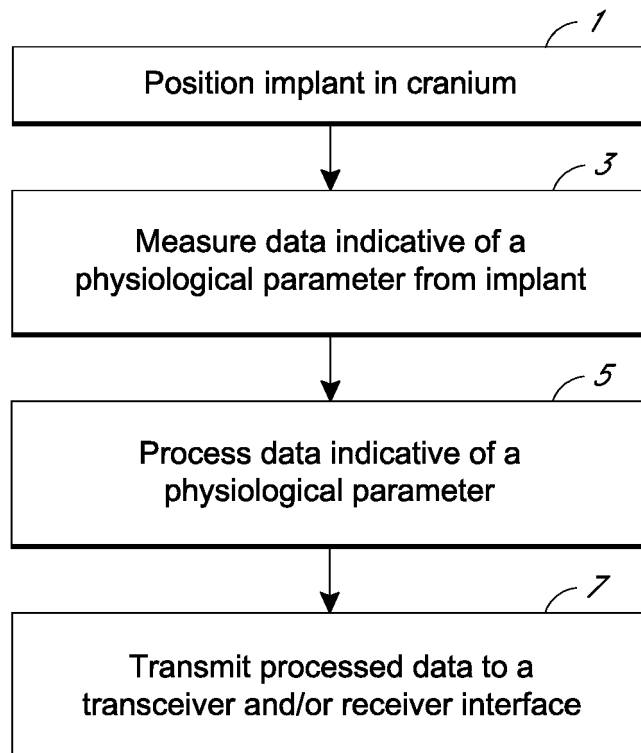 1
Position implant in cranium
3
Measure data indicative of a
physiological parameter from implant
5
Process data indicative of a
physiological parameter
7
Transmit processed data to a
transceiver and/or receiver interface